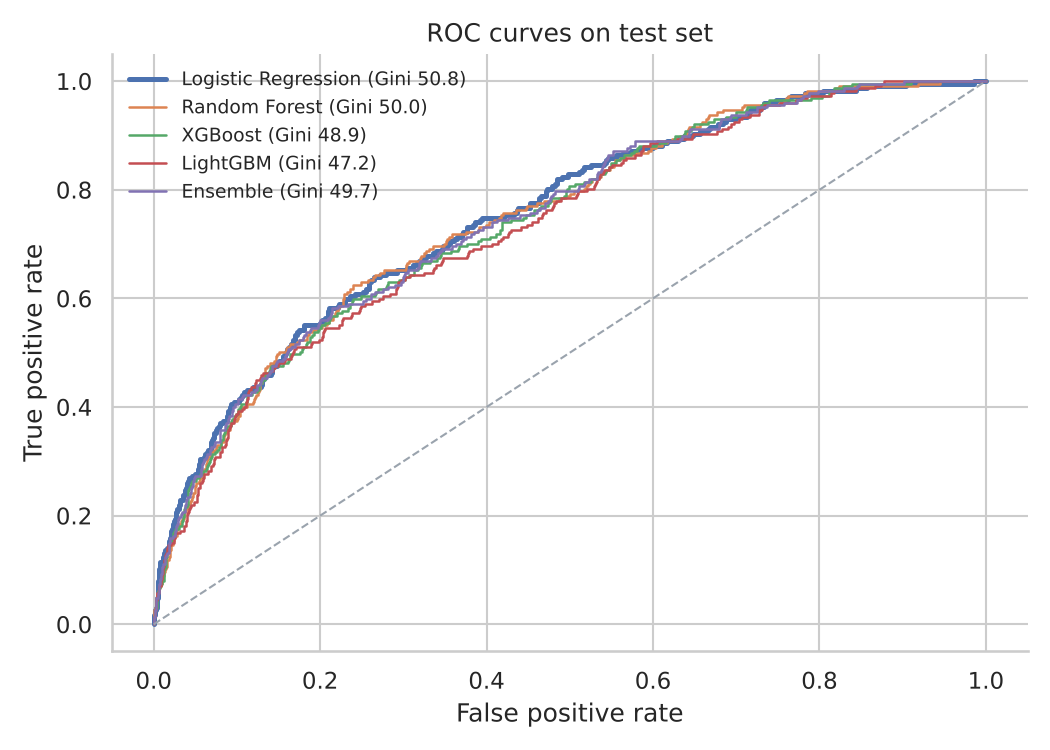 ROC curves on test set
Logistic Regression (Gini 50.8)
Random Forest (Gini 50.0)
XGBoost (Gini 48.9)
LightGBM (Gini 47.2)
Ensemble (Gini 49.7)
True positive rate
1.0
0.8
0.6
0.4
0.2
0.0
0.0 0.2 0.4 0.6 0.8 1.0
False positive rate